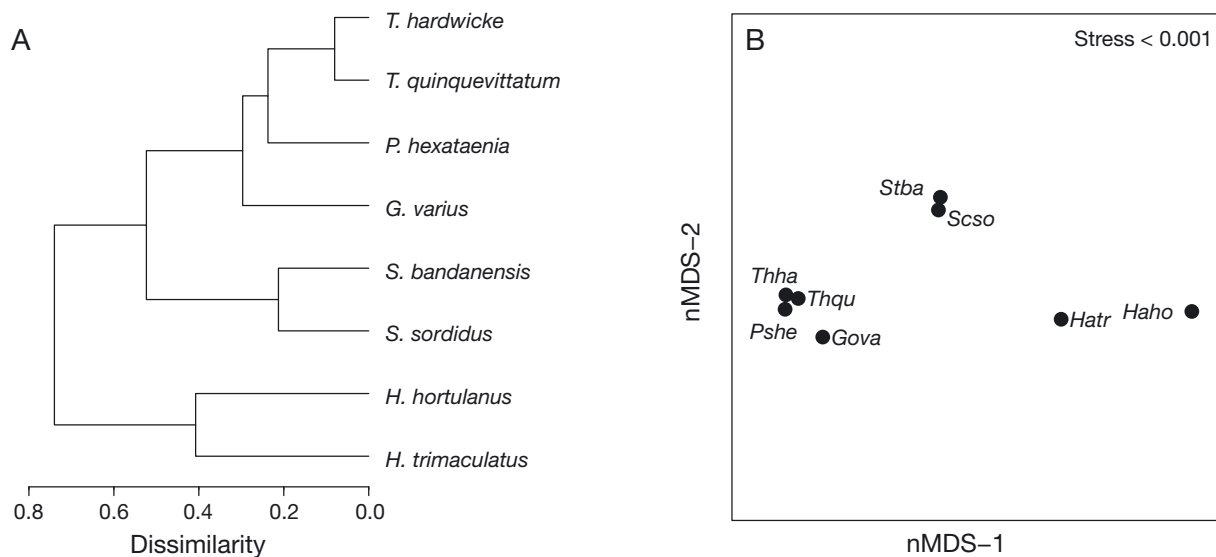 A
T. hardwicke
T. quinquevittatum
P. hexataenia
G. varius
S. bandanensis
S. sordidus
H. hortulanus
H. trimaculatus
0.8 0.6 0.4 0.2 0.0
Dissimilarity
B
Stress < 0.001
Stba
Scso
Thha
Thqu
Pshe
Gova
Hatr
Haho
nMDS–2
nMDS–1